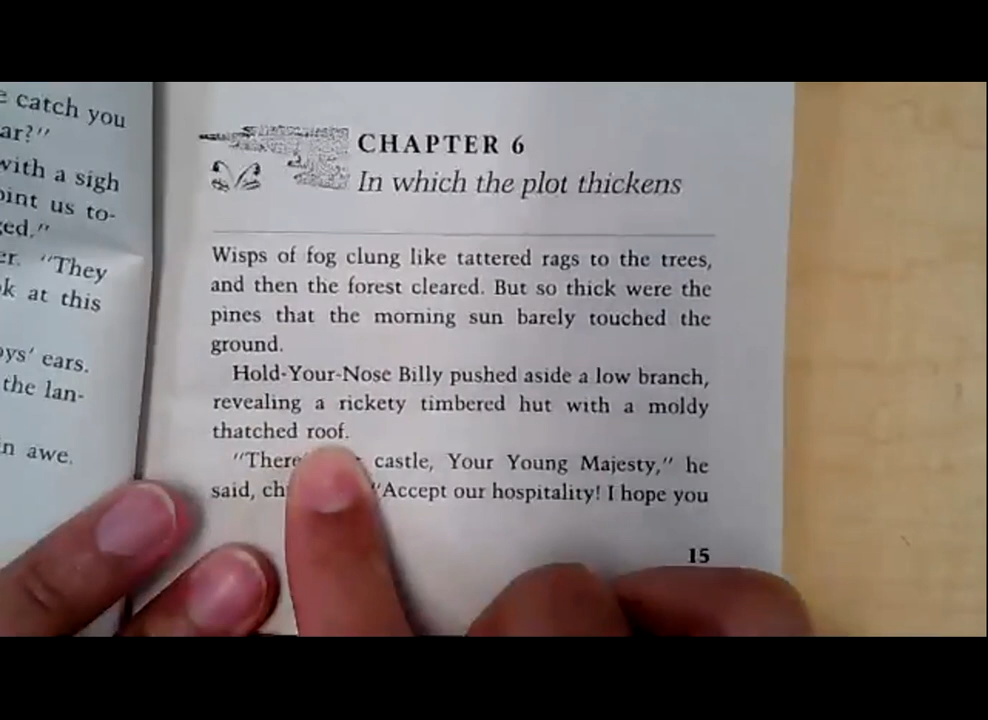 e catch you
ar?"
with a sigh
oint us to-
ged."
er. "They
k at this
oys' ears.
the lan-
n awe.
CHAPTER 6
In which the plot thickens
Wisps of fog clung like tattered rags to the trees,
and then the forest cleared. But so thick were the
pines that the morning sun barely touched the
ground.
Hold-Your-Nose Billy pushed aside a low branch,
revealing a rickety timbered hut with a moldy
thatched roof.
"There castle, Your Young Majesty," he
said, "Accept our hospitality! I hope you
15